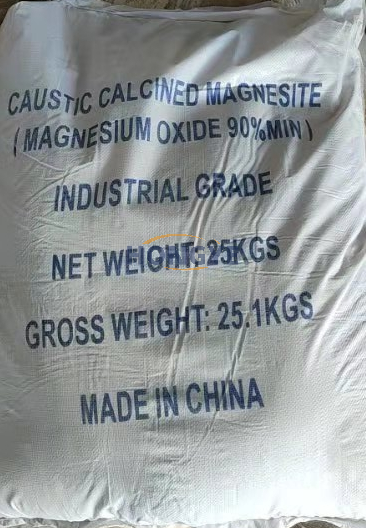 CAUSTIC CALCINED MAGNESITE
( MAGNESIUM OXIDE 90%MIN )
INDUSTRIAL GRADE
NET WEIGHT: 25KGS
GROSS WEIGHT: 25.1KGS
MADE IN CHINA